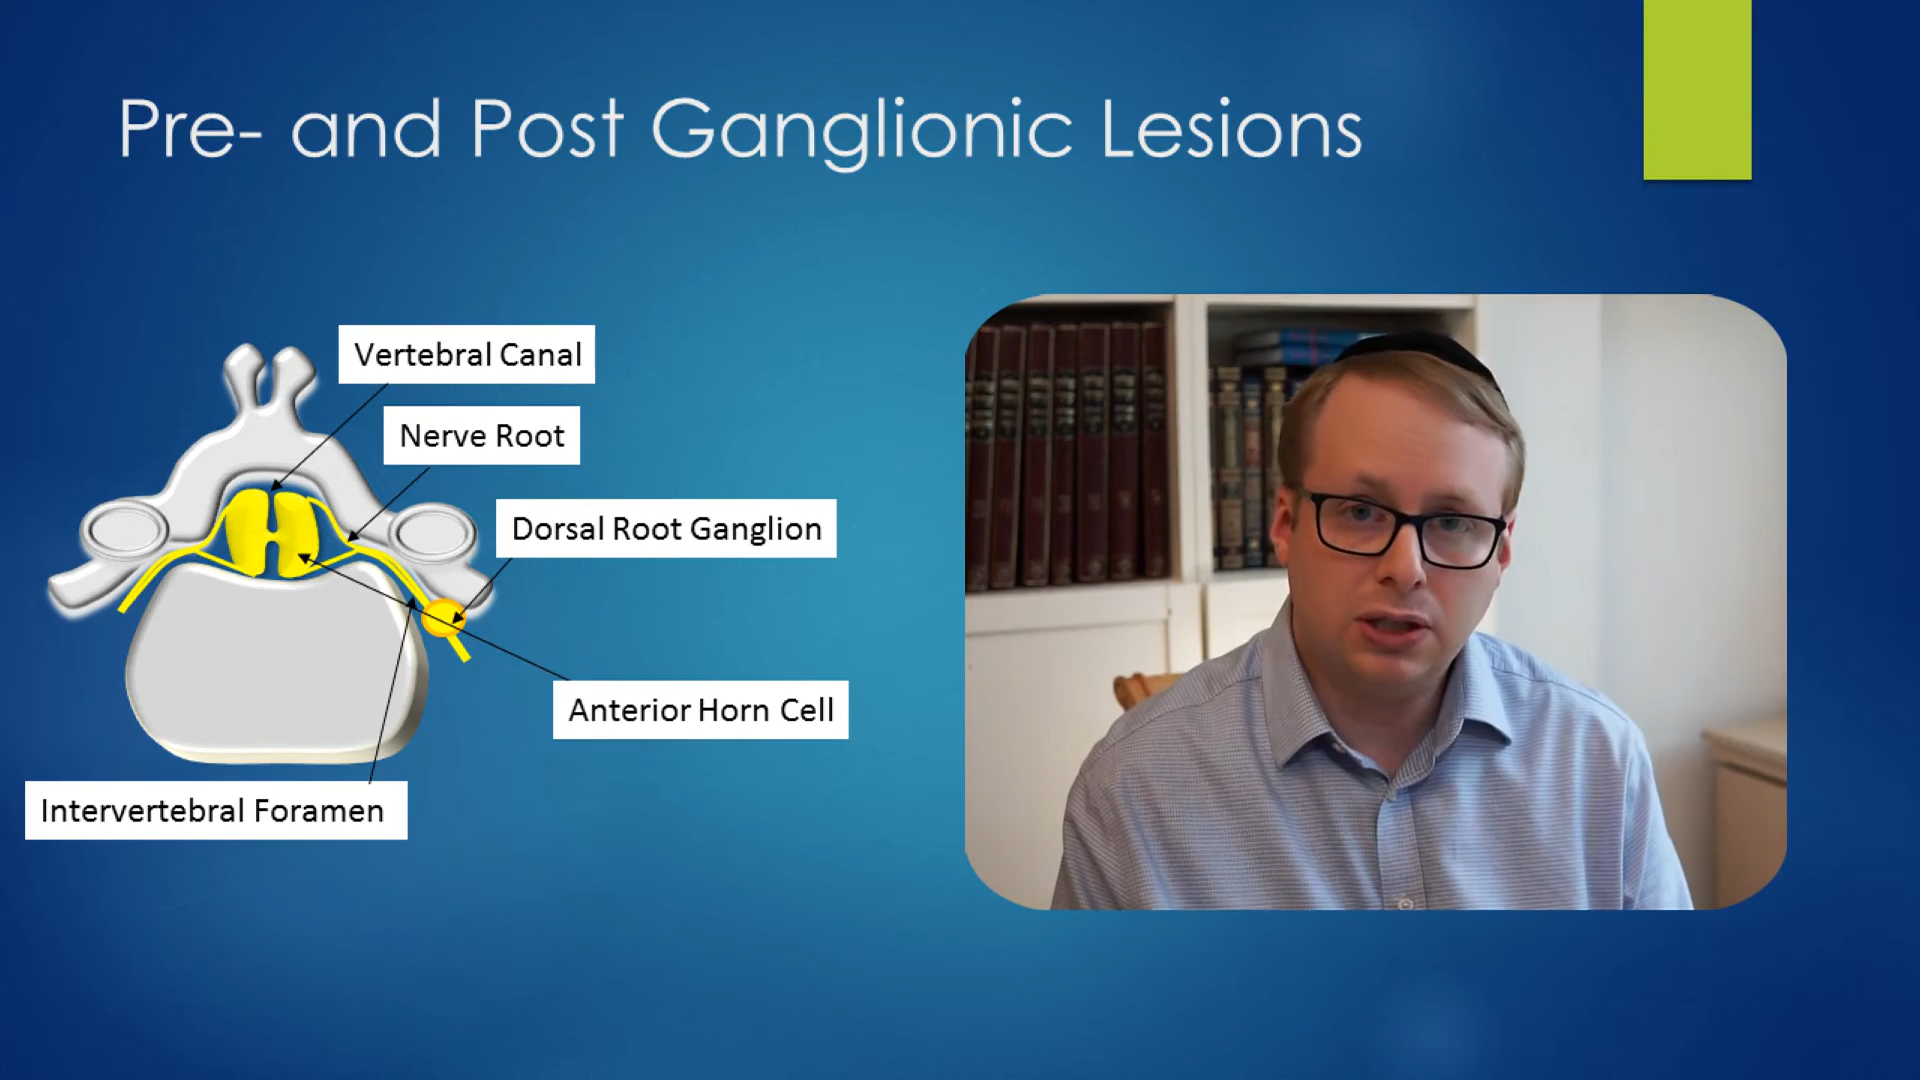 Pre- and Post Ganglionic Lesions
Vertebral Canal
Nerve Root
Dorsal Root Ganglion
Anterior Horn Cell
Intervertebral Foramen